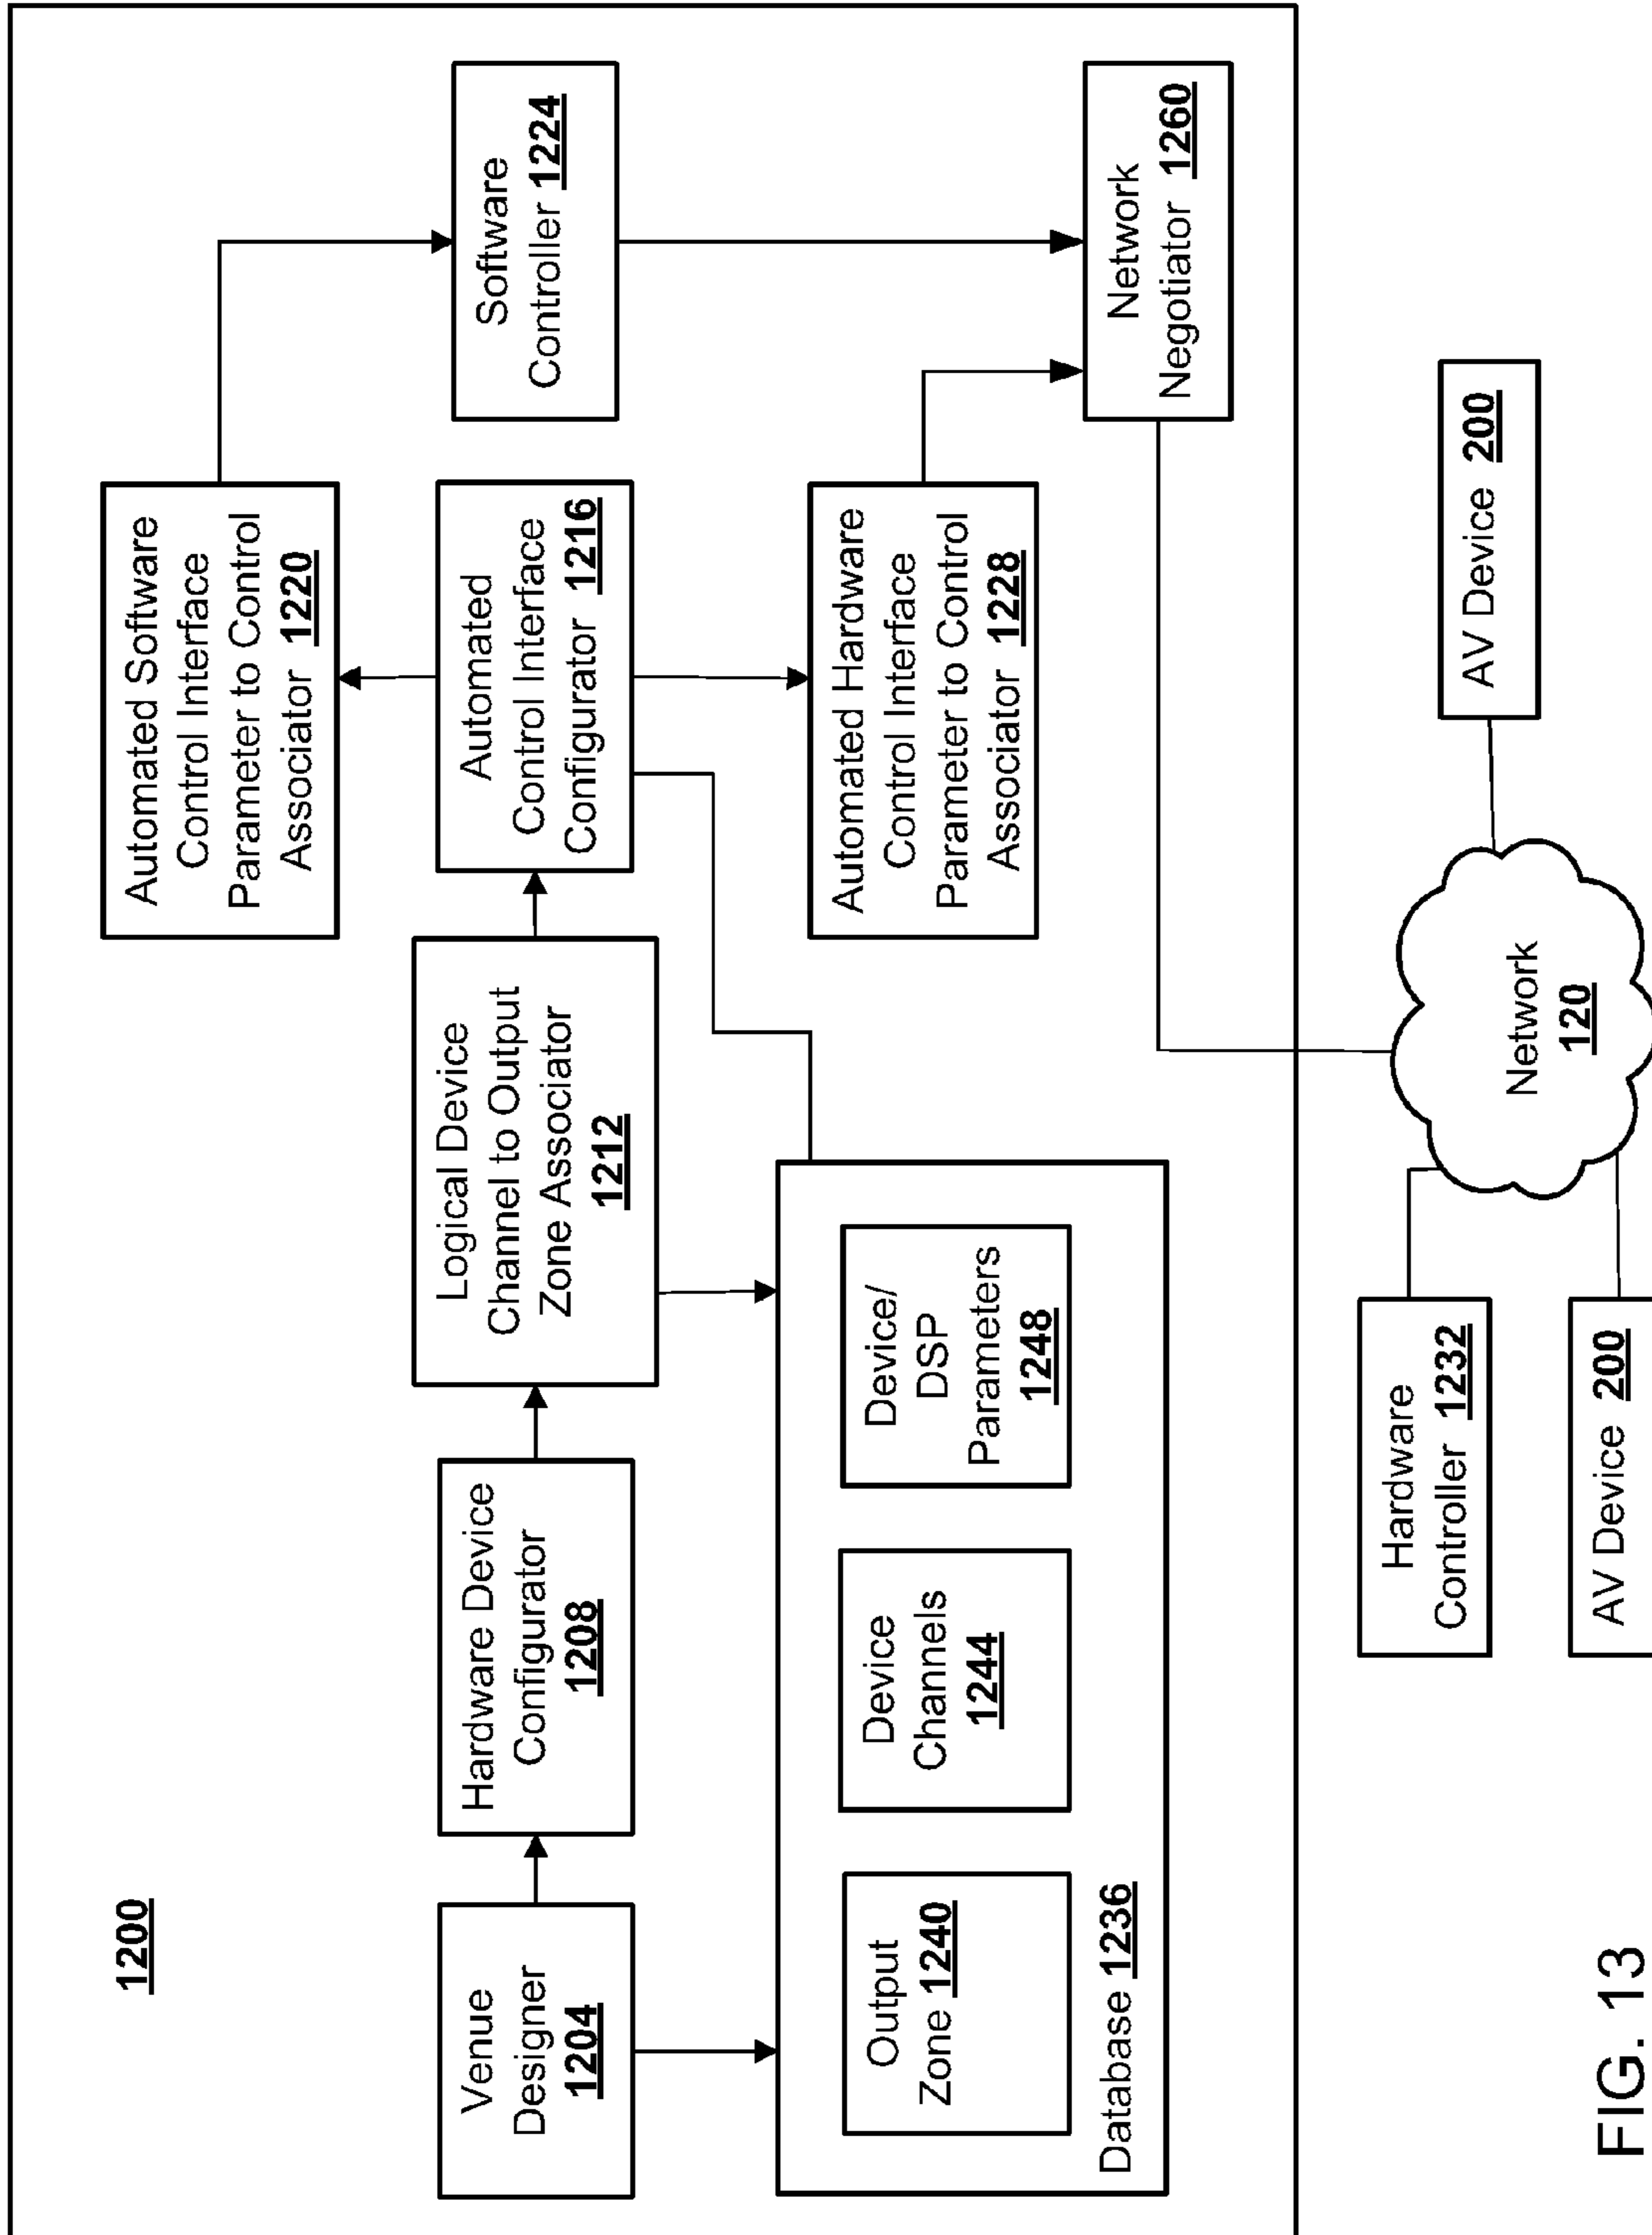 1200
Venue
Designer
1204
Hardware Device
Configurator
1208
Logical Device
Channel to Output
Zone Associator
1212
Automated Software
Control Interface
Parameter to Control
Associator 1220
Automated
Control Interface
Configurator 1216
Automated Hardware
Control Interface
Parameter to Control
Associator 1228
Software
Controller 1224
Network
Negotiator 1260
Output
Zone 1240
Device
Channels
1244
Device/
DSP
Parameters
1248
Database 1236
Hardware
Controller 1232
AV Device 200
Network
120
AV Device 200
FIG. 13